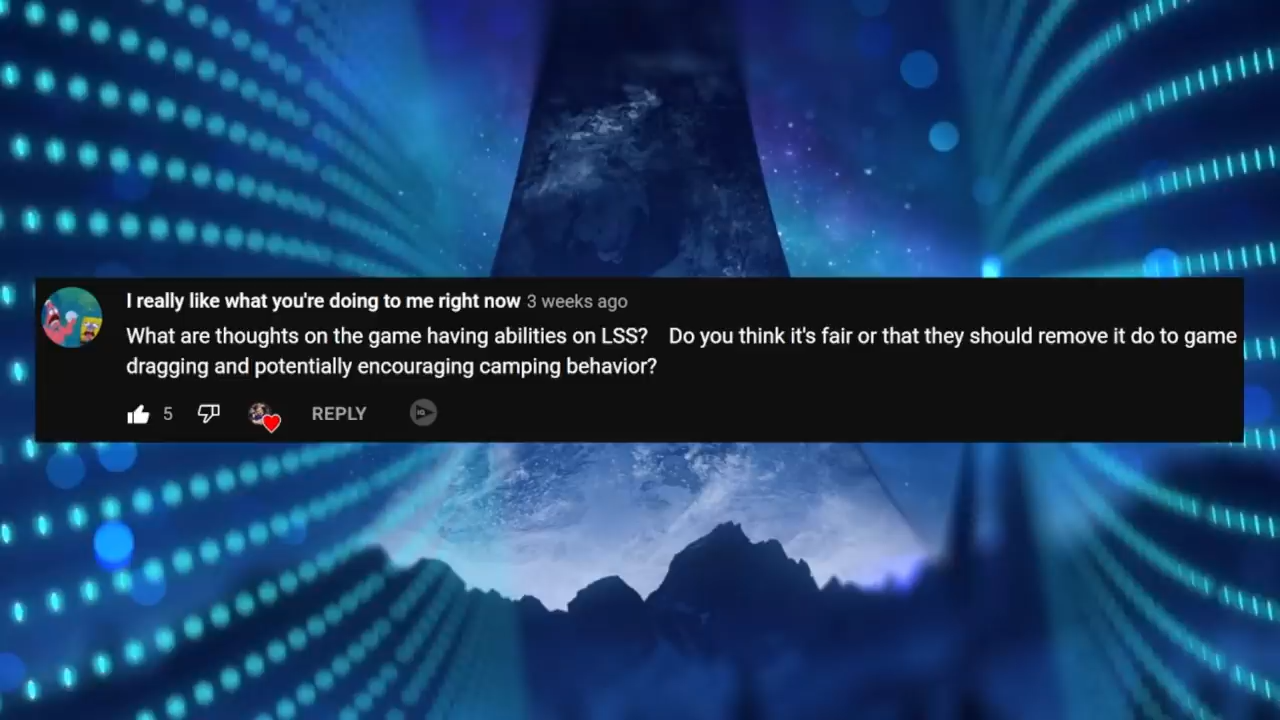 I really like what you're doing to me right now 3 weeks ago
What are thoughts on the game having abilities on LSS? Do you think it's fair or that they should remove it do to game
dragging and potentially encouraging camping behavior?
5 REPLY